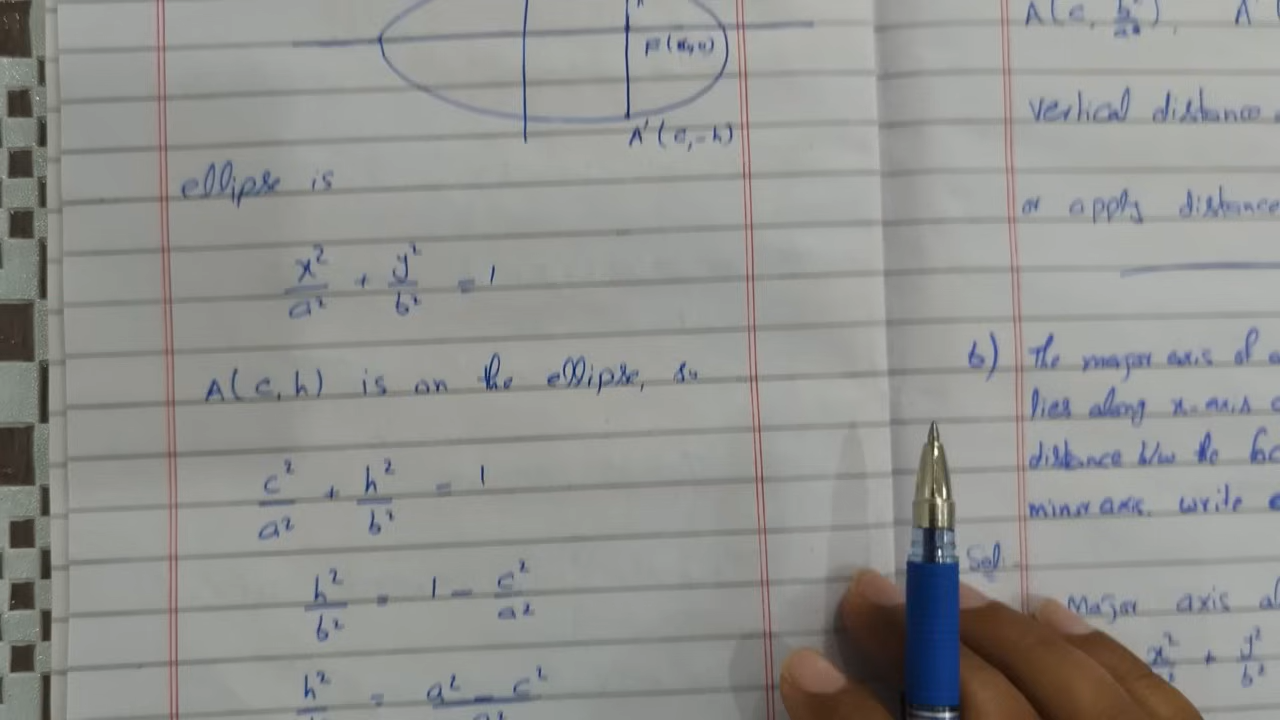 A'(c,-h)
ellipse is
x²/a² + y²/b² = 1
A(c,h) is on the ellipse, so
c²/a² + h²/b² = 1
h²/b² = 1 - c²/a²
h² = a² - c²
vertical distance
or apply distance
b) The major axis of
lies along x-axis
distance b/w the
minor axis. write
Sol:
Major axis
x² + y²/b²